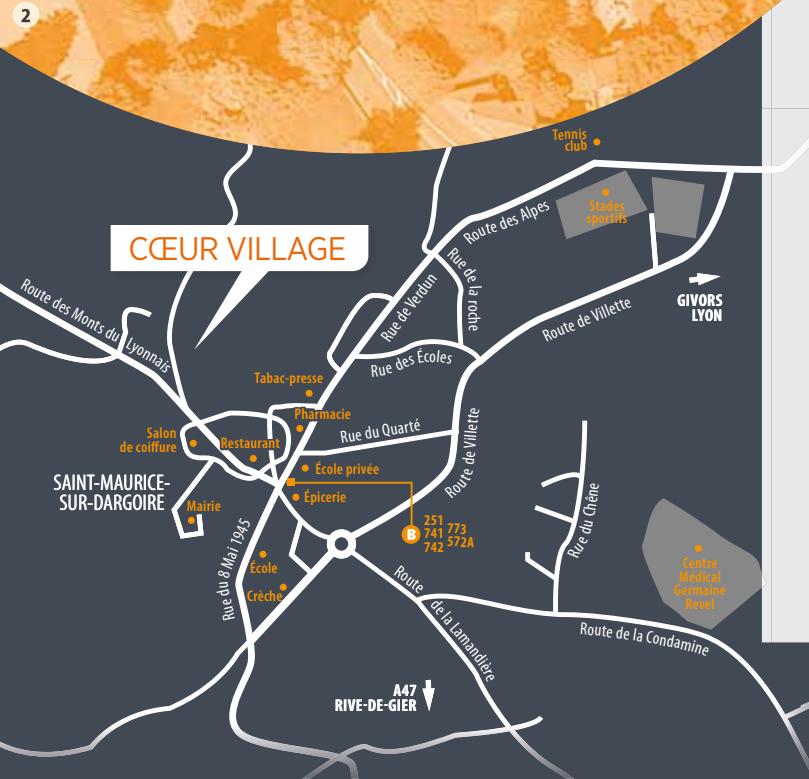 2
Tennis
club
Route des Alpes
Stades
sportifs
CŒUR VILLAGE
Rue de la roche
GIVORS
LYON
Rue de Verdun
Route de Villette
Route des Monts du Lyonnais
Rue des Écoles
Tabac-presse
Pharmacie
Rue du Quarté
Salon
de coiffure
Restaurant
École privée
Route de Villette
SAINT-MAURICE-
SUR-DARGOIRE
Épicerie
Mairie
B
251
741 773
742 572A
Rue du Chêne
Rue du 8 Mai 1945
École
Crèche
Centre
Médical
Germaine
Revel
Route de la Lamandière
Route de la Condamine
A47
RIVE-DE-GIER